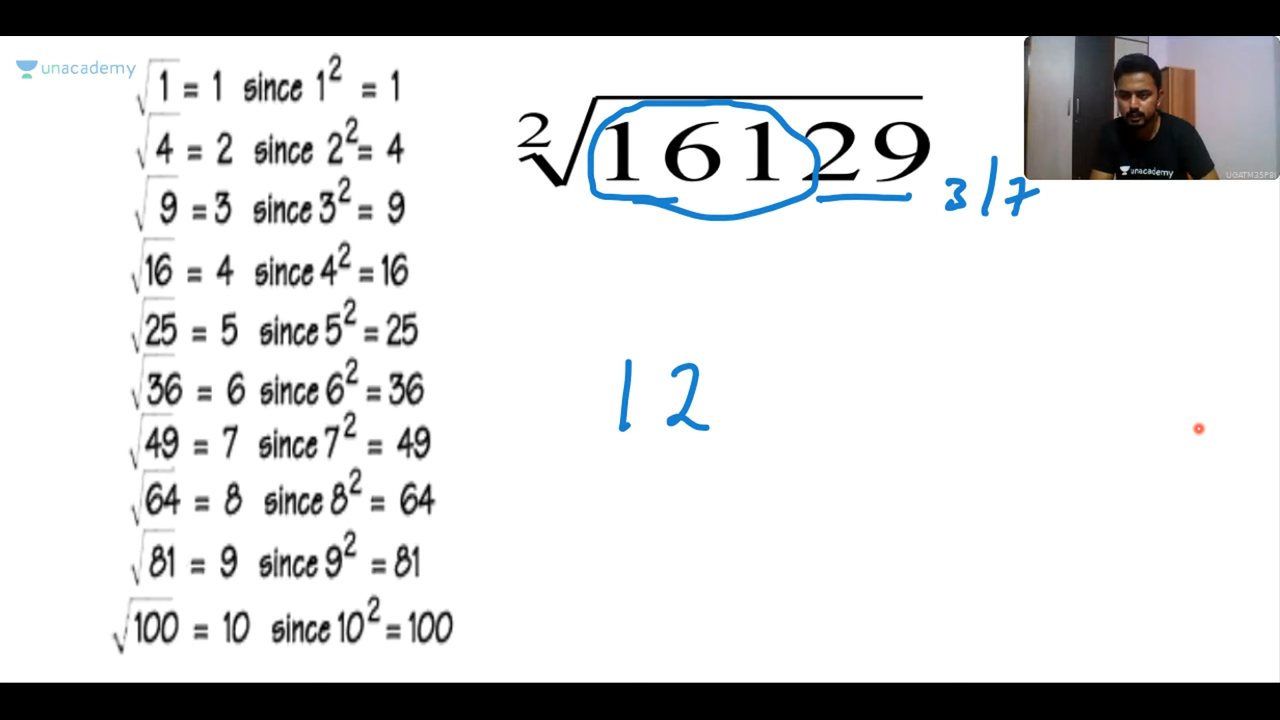 unacademy
√1 = 1 since 1² = 1
√4 = 2 since 2² = 4
√9 = 3 since 3² = 9
√16 = 4 since 4² = 16
√25 = 5 since 5² = 25
√36 = 6 since 6² = 36
√49 = 7 since 7² = 49
√64 = 8 since 8² = 64
√81 = 9 since 9² = 81
√100 = 10 since 10² = 100
²√16129
3/7
12
unacademy